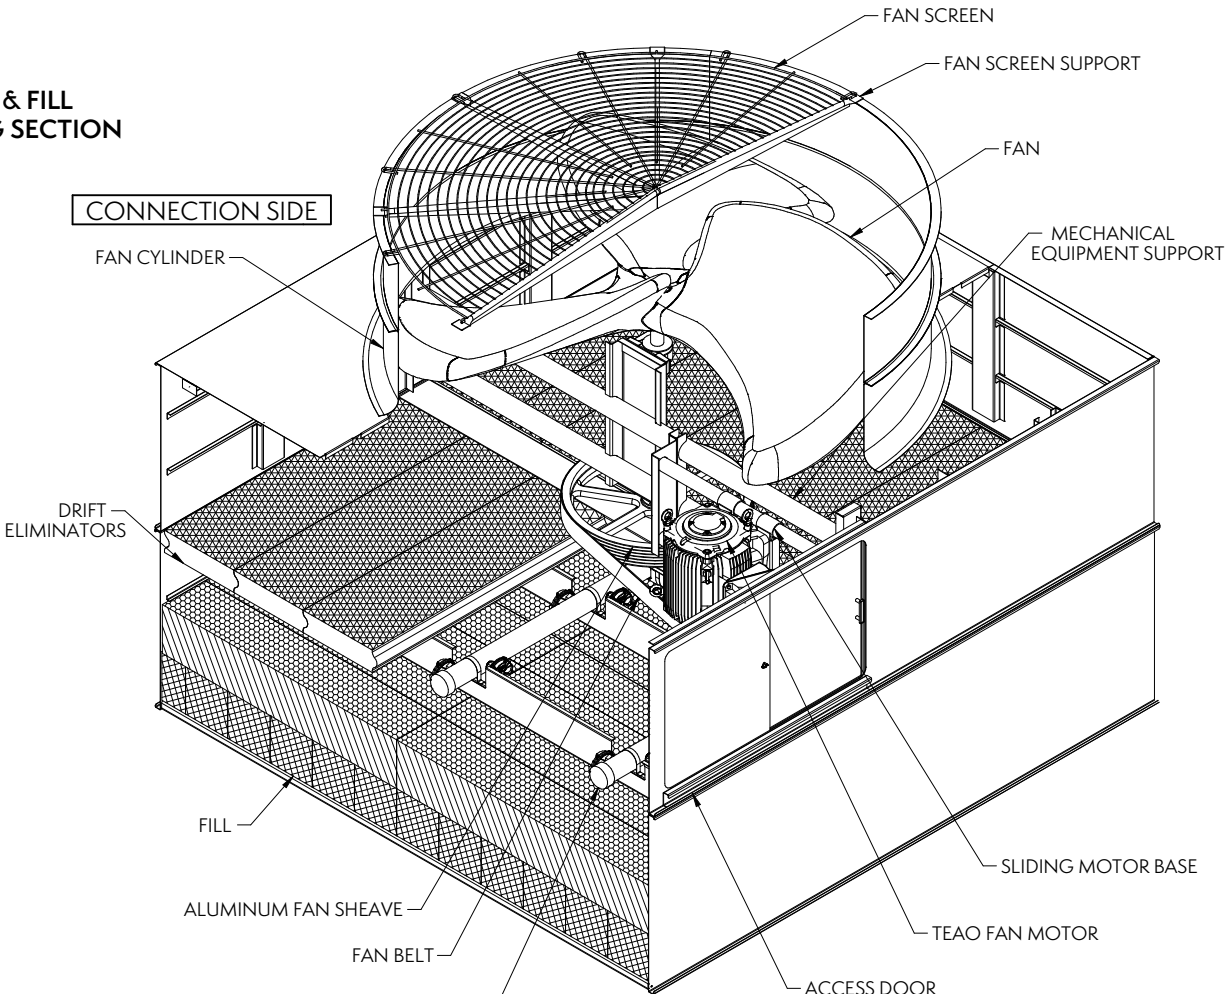 FAN SCREEN
FAN SCREEN SUPPORT
& FILL
SECTION
FAN
CONNECTION SIDE
MECHANICAL
EQUIPMENT SUPPORT
FAN CYLINDER
DRIFT
ELIMINATORS
FILL
SLIDING MOTOR BASE
ALUMINUM FAN SHEAVE
TEAO FAN MOTOR
FAN BELT
ACCESS DOOR